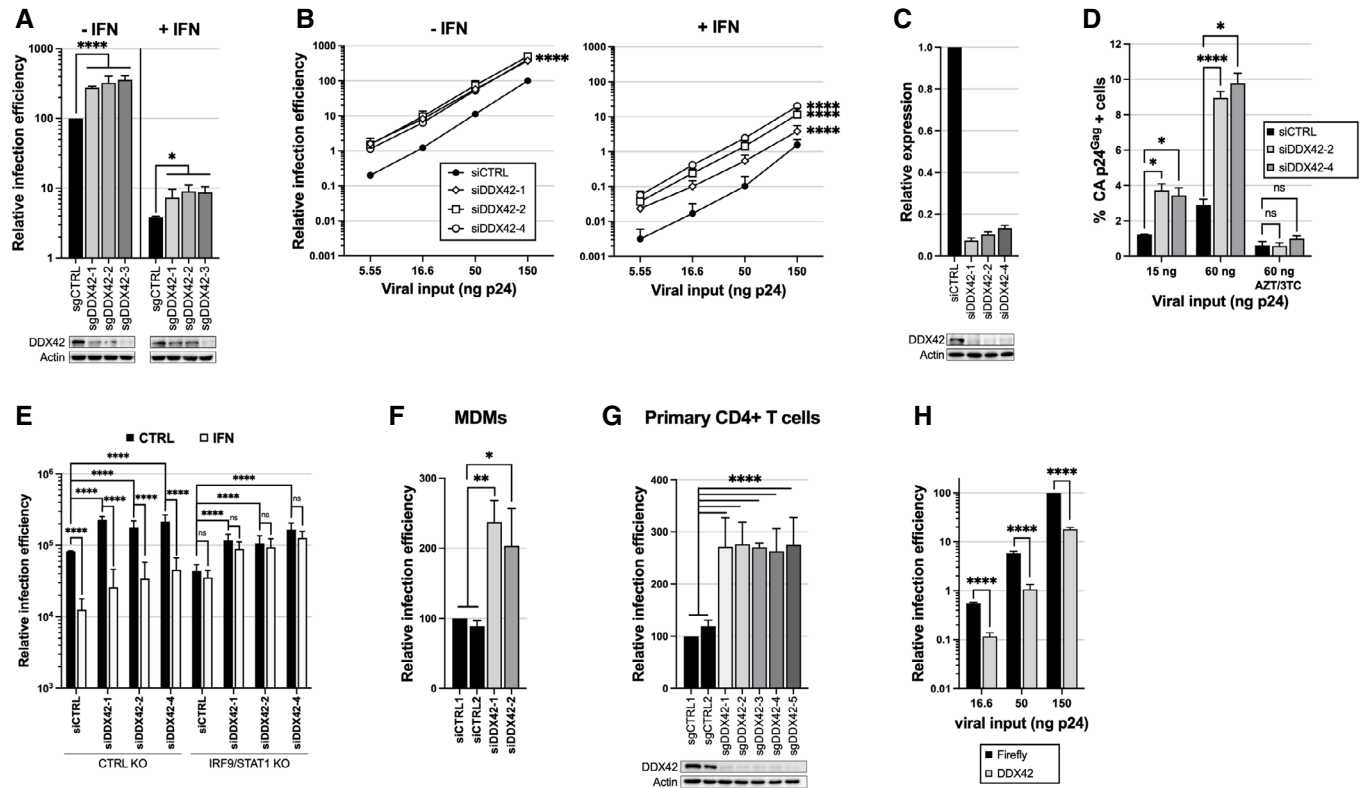 A
- IFN
+ IFN
Relative infection efficiency
1000
100
10
1
****
*
sgCTRL
sgDDX42-1
sgDDX42-2
sgDDX42-3
sgCTRL
sgDDX42-1
sgDDX42-2
sgDDX42-3
DDX42
Actin
B
- IFN
Relative infection efficiency
1000
100
10
1
0.1
0.01
0.001
5.55
16.6
50
150
Viral input (ng p24)
****
siCTRL
siDDX42-1
siDDX42-2
siDDX42-4
+ IFN
1000
100
10
1
0.1
0.01
0.001
5.55
16.6
50
150
Viral input (ng p24)
****
****
****
C
Relative expression
1.0
0.8
0.6
0.4
0.2
0.0
siCTRL
siDDX42-1
siDDX42-2
siDDX42-4
DDX42
Actin
D
% CA p24Gag + cells
12
10
8
6
4
2
0
*
*
****
*
ns
ns
siCTRL
siDDX42-2
siDDX42-4
15 ng
60 ng
60 ng
AZT/3TC
Viral input (ng p24)
E
CTRL
IFN
Relative infection efficiency
106
105
104
103
****
****
****
****
****
****
****
****
****
****
ns
ns
ns
ns
siCTRL
siDDX42-1
siDDX42-2
siDDX42-4
siCTRL
siDDX42-1
siDDX42-2
siDDX42-4
CTRL KO
IRF9/STAT1 KO
F
MDMs
Relative infection efficiency
300
200
100
0
*
**
siCTRL1
siCTRL2
siDDX42-1
siDDX42-2
G
Primary CD4+ T cells
Relative infection efficiency
400
300
200
100
0
****
sgCTRL1
sgCTRL2
sgDDX42-1
sgDDX42-2
sgDDX42-3
sgDDX42-4
sgDDX42-5
DDX42
Actin
H
Relative infection efficiency
100
10
1
0.1
0.01
****
****
****
16.6
50
150
viral input (ng p24)
Firefly
DDX42